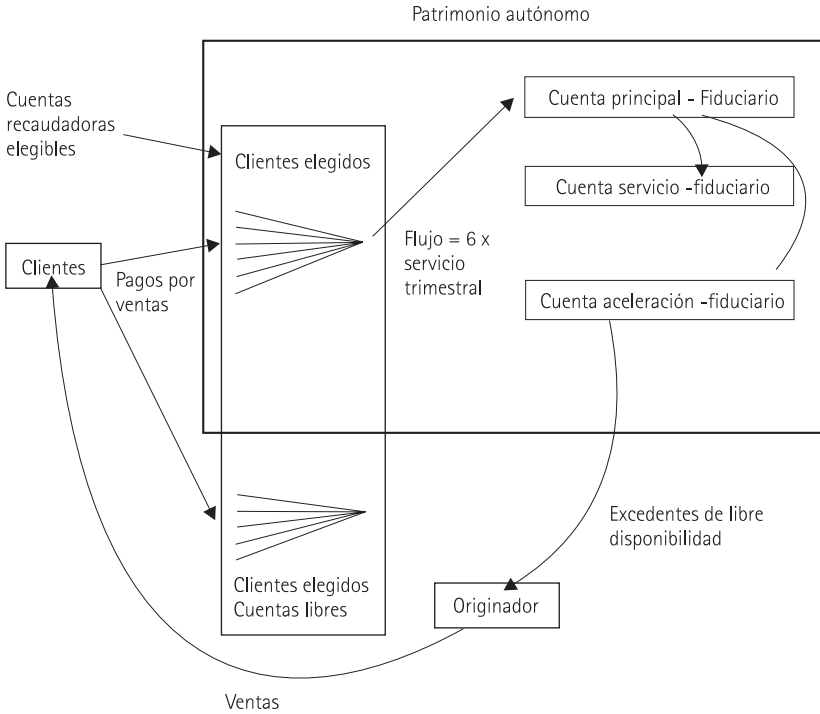 Patrimonio autónomo
Cuentas
recaudadoras
elegibles
Clientes elegidos
Cuenta principal - Fiduciario
Cuenta servicio -fiduciario
Flujo = 6 x
servicio
trimestral
Clientes
Pagos por
ventas
Cuenta aceleración -fiduciario
Excedentes de libre
disponibilidad
Clientes elegidos
Cuentas libres
Originador
Ventas